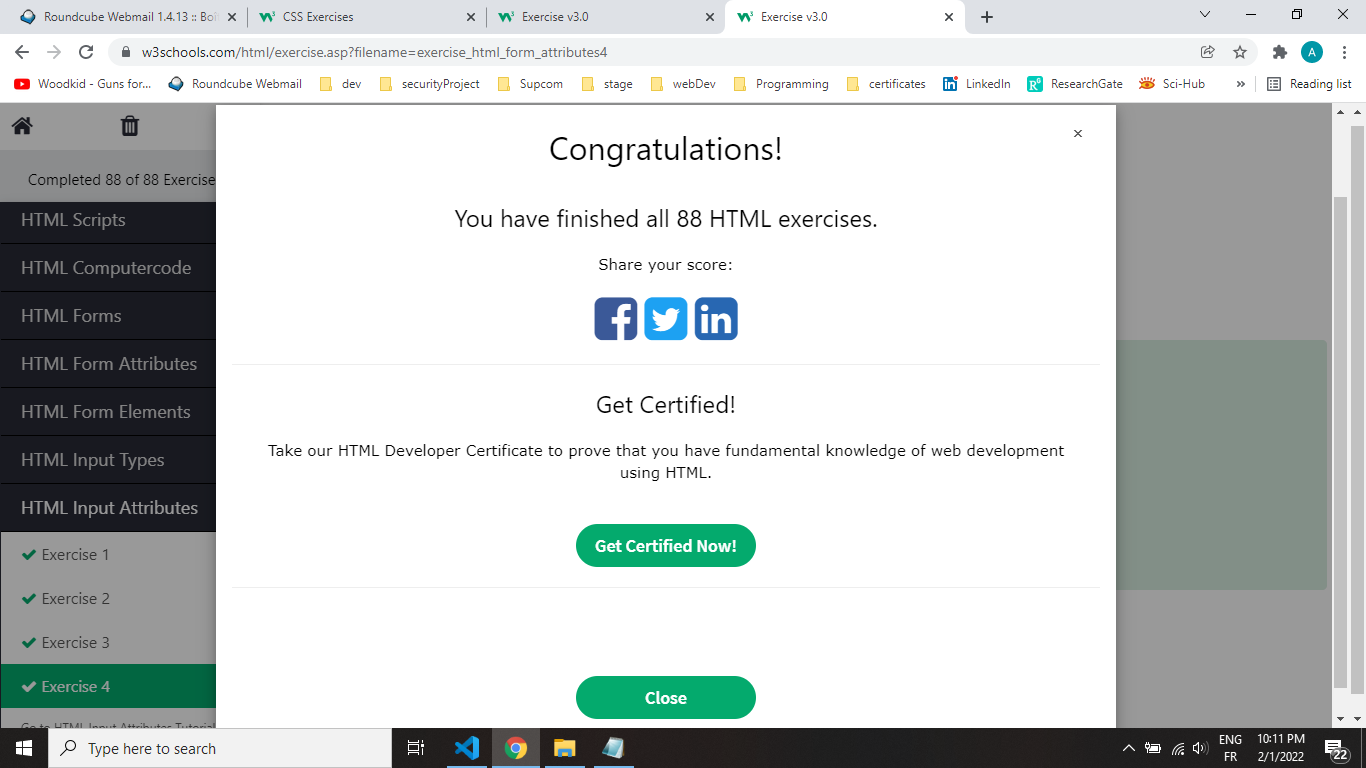 Roundcube Webmail 1.4.13 :: Bo
CSS Exercises
Exercise v3.0
Exercise v3.0
w3schools.com/html/exercise.asp?filename=exercise_html_form_attributes4
A
Woodkid - Guns for...
Roundcube Webmail
dev
securityProject
Supcom
stage
webDev
Programming
certificates
LinkedIn
ResearchGate
Sci-Hub
»
Reading list
Completed 88 of 88 Exercise
HTML Scripts
HTML Computercode
HTML Forms
HTML Form Attributes
HTML Form Elements
HTML Input Types
HTML Input Attributes
Exercise 1
Exercise 2
Exercise 3
Exercise 4
Go to HTML Input Attributes Tutorial
×
Congratulations!
You have finished all 88 HTML exercises.
Share your score:
Get Certified!
Take our HTML Developer Certificate to prove that you have fundamental knowledge of web development
using HTML.
Get Certified Now!
Close
Type here to search
ENG
FR
10:11 PM
2/1/2022
22